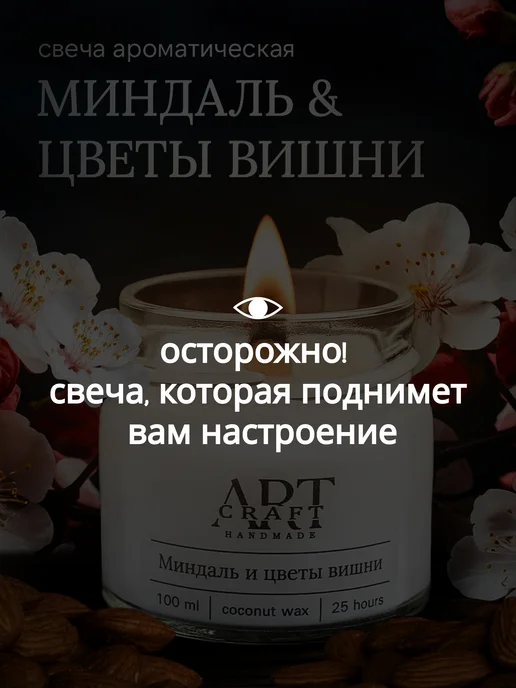 свеча ароматическая
МИНДАЛЬ &
ЦВЕТЫ ВИШНИ
осторожно!
свеча, которая поднимет
вам настроение
ART
CRAFT
HANDMADE
Миндаль и цветы вишни
100 ml | coconut wax | 25 hours